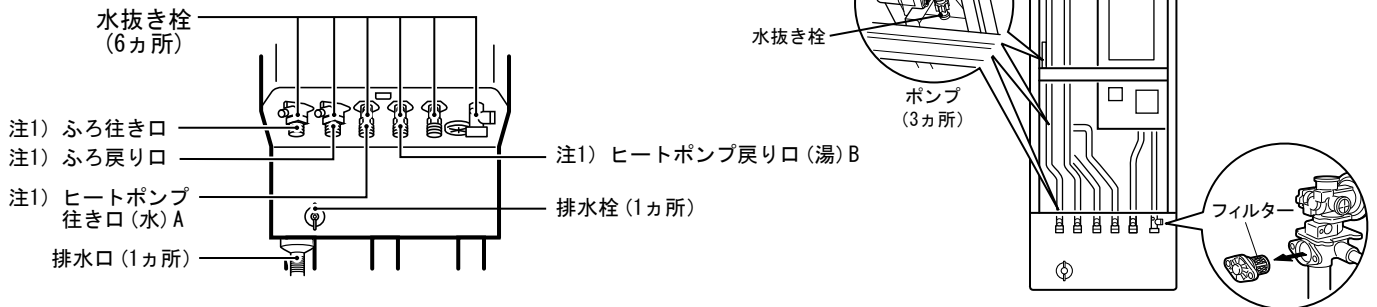 水抜き栓
(6ヵ所)
注1) ふろ往き口
注1) ふろ戻り口
注1) ヒートポンプ
往き口(水)A
排水口(1ヵ所)
注1) ヒートポンプ戻り口(湯)B
排水栓(1ヵ所)
水抜き栓
ポンプ
(3ヵ所)
フィルター